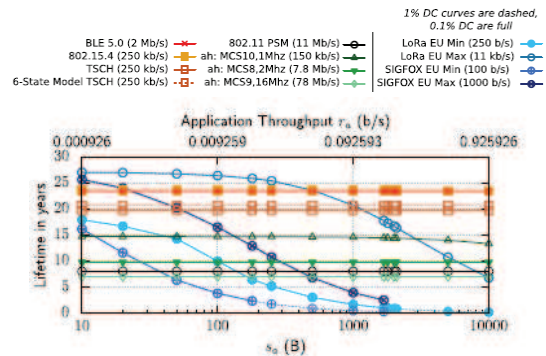 1% DC curves are dashed,
0.1% DC are full
BLE 5.0 (2 Mb/s)
802.15.4 (250 kb/s)
TSCH (250 kb/s)
6-State Model TSCH (250 kb/s)
802.11 PSM (11 Mb/s)
ah: MCS10,1Mhz (150 kb/s)
ah: MCS8,2Mhz (7.8 Mb/s)
ah: MCS9,16Mhz (78 Mb/s)
LoRa EU Min (250 b/s)
LoRa EU Max (11 kb/s)
SIGFOX EU Min (100 b/s)
SIGFOX EU Max (1000 b/s)
Application Throughput rₐ (b/s)
0.000926 0.009259 0.092593 0.925926
Lifetime in years
30
25
20
15
10
5
0
10 100 1000 10000
sₐ (B)